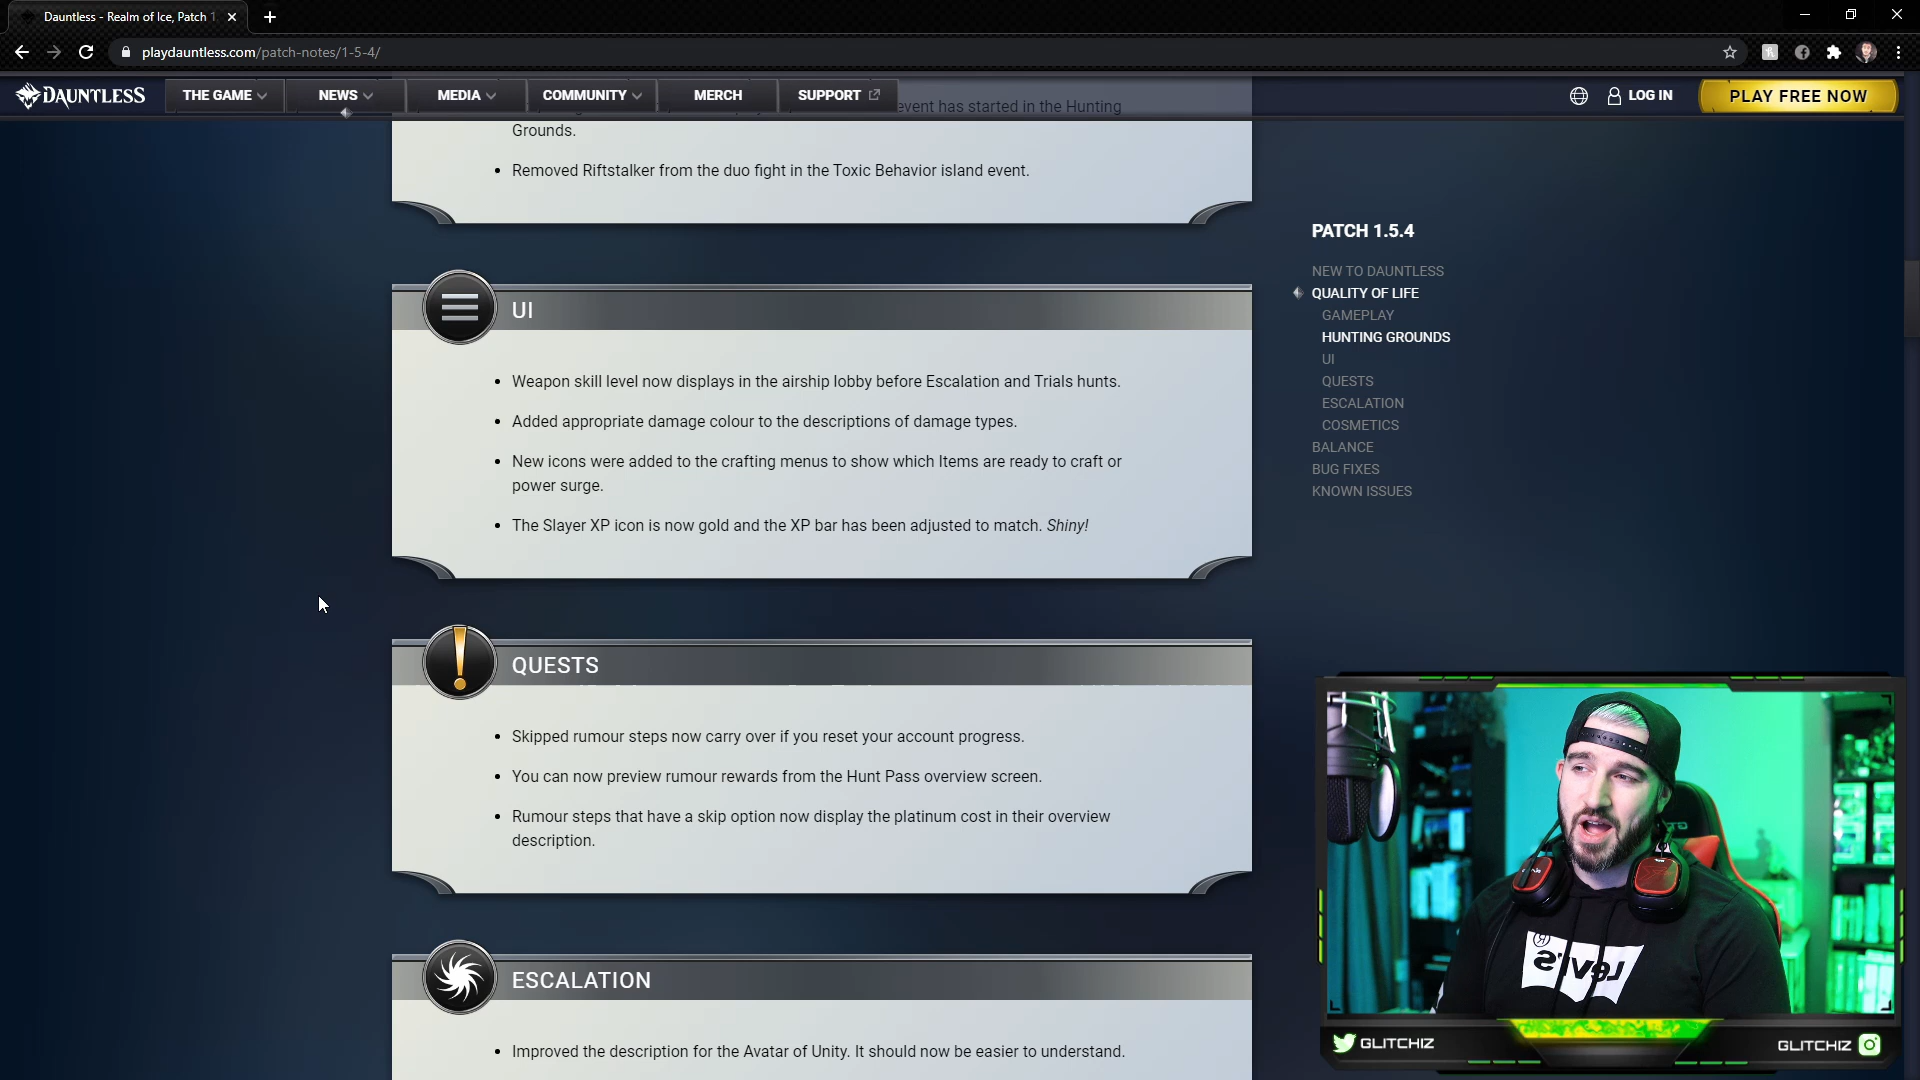 Dauntless - Realm of Ice, Patch 1
playdauntless.com/patch-notes/1-5-4/
DAUNTLESS
THE GAME
NEWS
MEDIA
COMMUNITY
MERCH
SUPPORT
LOG IN
PLAY FREE NOW
event has started in the Hunting
Grounds.
• Removed Riftstalker from the duo fight in the Toxic Behavior island event.
UI
• Weapon skill level now displays in the airship lobby before Escalation and Trials hunts.
• Added appropriate damage colour to the descriptions of damage types.
• New icons were added to the crafting menus to show which Items are ready to craft or
power surge.
• The Slayer XP icon is now gold and the XP bar has been adjusted to match. Shiny!
QUESTS
• Skipped rumour steps now carry over if you reset your account progress.
• You can now preview rumour rewards from the Hunt Pass overview screen.
• Rumour steps that have a skip option now display the platinum cost in their overview
description.
ESCALATION
• Improved the description for the Avatar of Unity. It should now be easier to understand.
PATCH 1.5.4
NEW TO DAUNTLESS
QUALITY OF LIFE
GAMEPLAY
HUNTING GROUNDS
UI
QUESTS
ESCALATION
COSMETICS
BALANCE
BUG FIXES
KNOWN ISSUES
Levi's
GLITCHIZ
GLITCHIZ